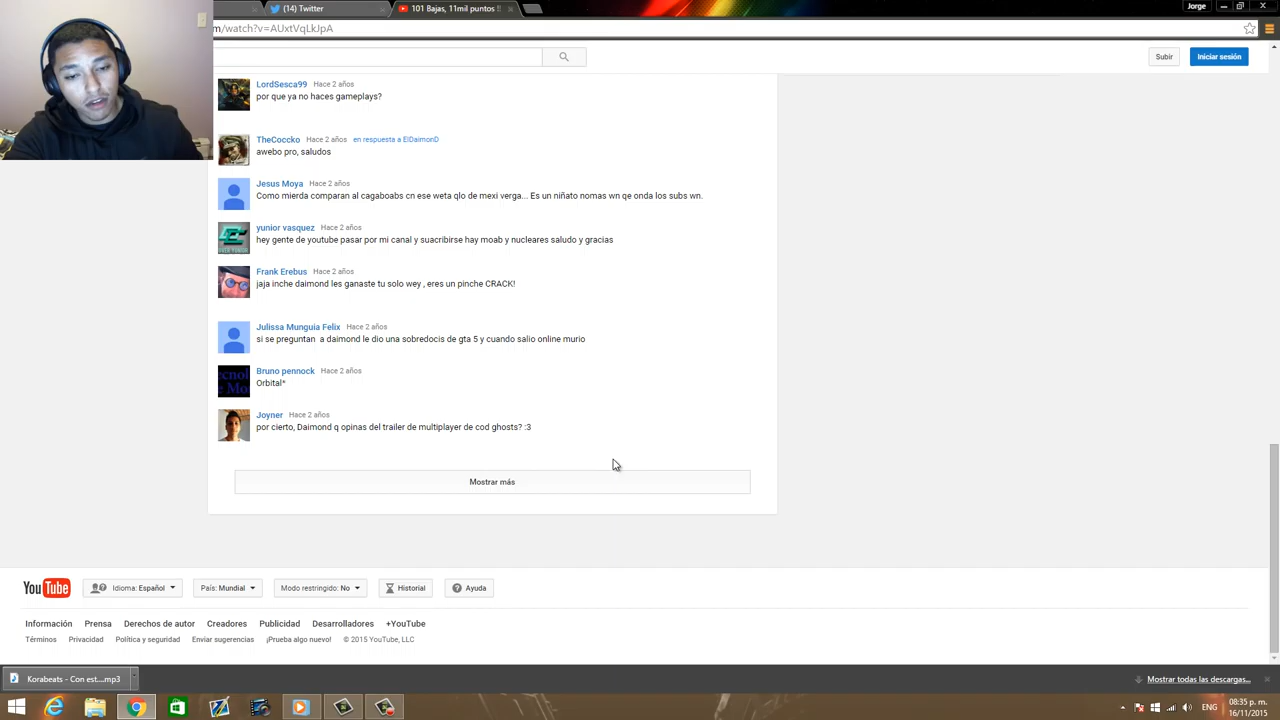 (14) Twitter
101 Bajas, 11mil puntos !
Jorge
m/watch?v=AUxtVqLkJpA
Subir
Iniciar sesión
LordSesca99 Hace 2 años
por que ya no haces gameplays?
TheCoccko Hace 2 años en respuesta a ElDaimonD
awebo pro, saludos
Jesus Moya Hace 2 años
Como mierda comparan al cagaboabs cn ese weta qlo de mexi verga... Es un niñato nomas wn qe onda los subs wn.
yunior vasquez Hace 2 años
hey gente de youtube pasar por mi canal y suacribirse hay moab y nucleares saludo y gracias
Frank Erebus Hace 2 años
jaja inche daimond les ganaste tu solo wey , eres un pinche CRACK!
Julissa Munguia Felix Hace 2 años
sí se preguntan a daimond le dio una sobredocis de gta 5 y cuando salio online murio
Bruno pennock Hace 2 años
Orbital*
Joyner Hace 2 años
por cierto, Daimond q opinas del trailer de multiplayer de cod ghosts? :3
Mostrar más
YouTube
Idioma: Español
País: Mundial
Modo restringido: No
Historial
Ayuda
Información Prensa Derechos de autor Creadores Publicidad Desarrolladores +YouTube
Términos Privacidad Política y seguridad Enviar sugerencias ¡Prueba algo nuevo! © 2015 YouTube, LLC
Korabeats - Con est....mp3
Mostrar todas las descargas...
ENG
08:35 p. m.
16/11/2015